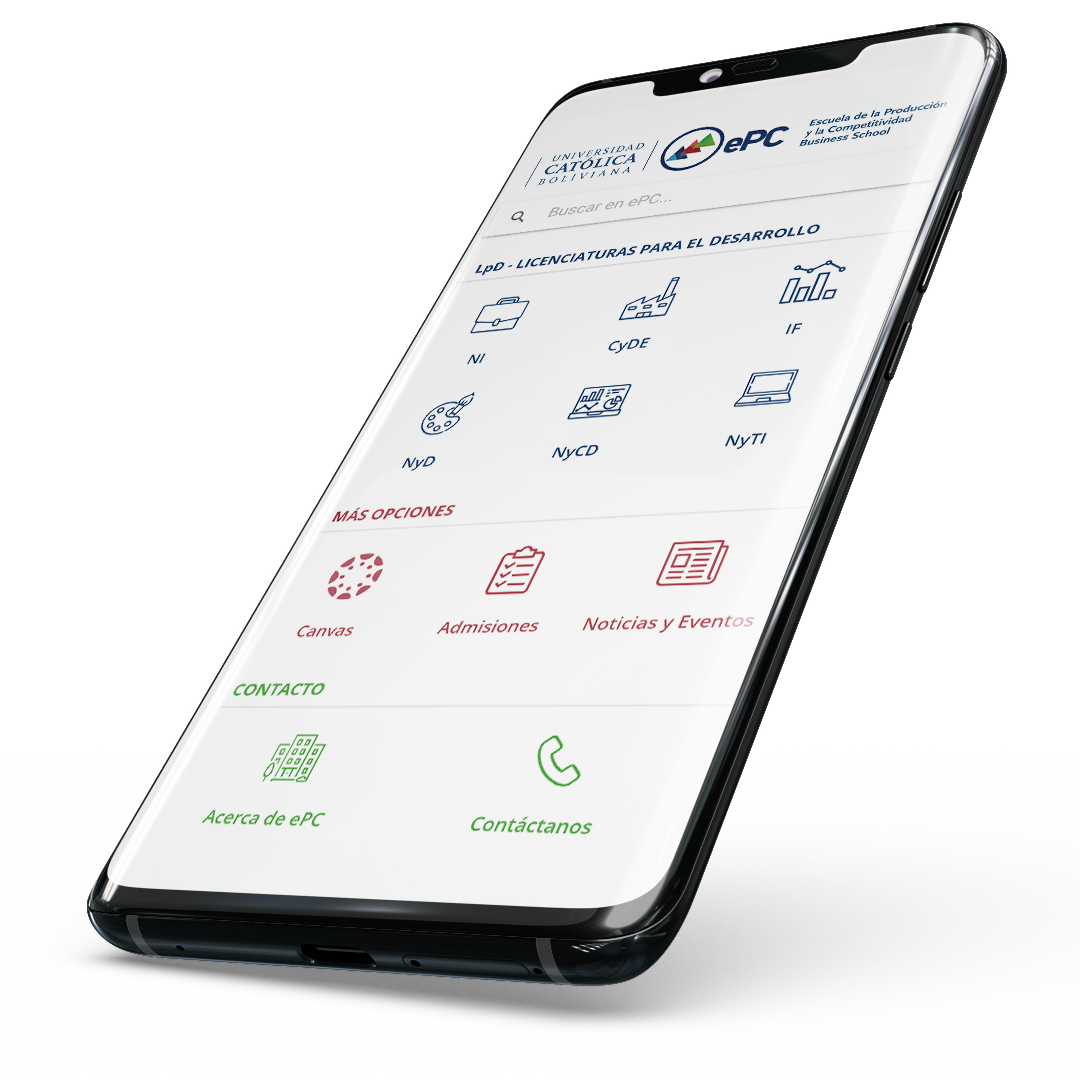 UNIVERSIDAD
CATÓLICA
BOLIVIANA
ePC
Escuela de la Producción
y la Competitividad
Business School
Buscar en ePC...
LpD - LICENCIATURAS PARA EL DESARROLLO
NI
CyDE
IF
NyD
NyCD
NyTI
MÁS OPCIONES
Canvas
Admisiones
Noticias y Eventos
CONTACTO
Acerca de ePC
Contáctanos